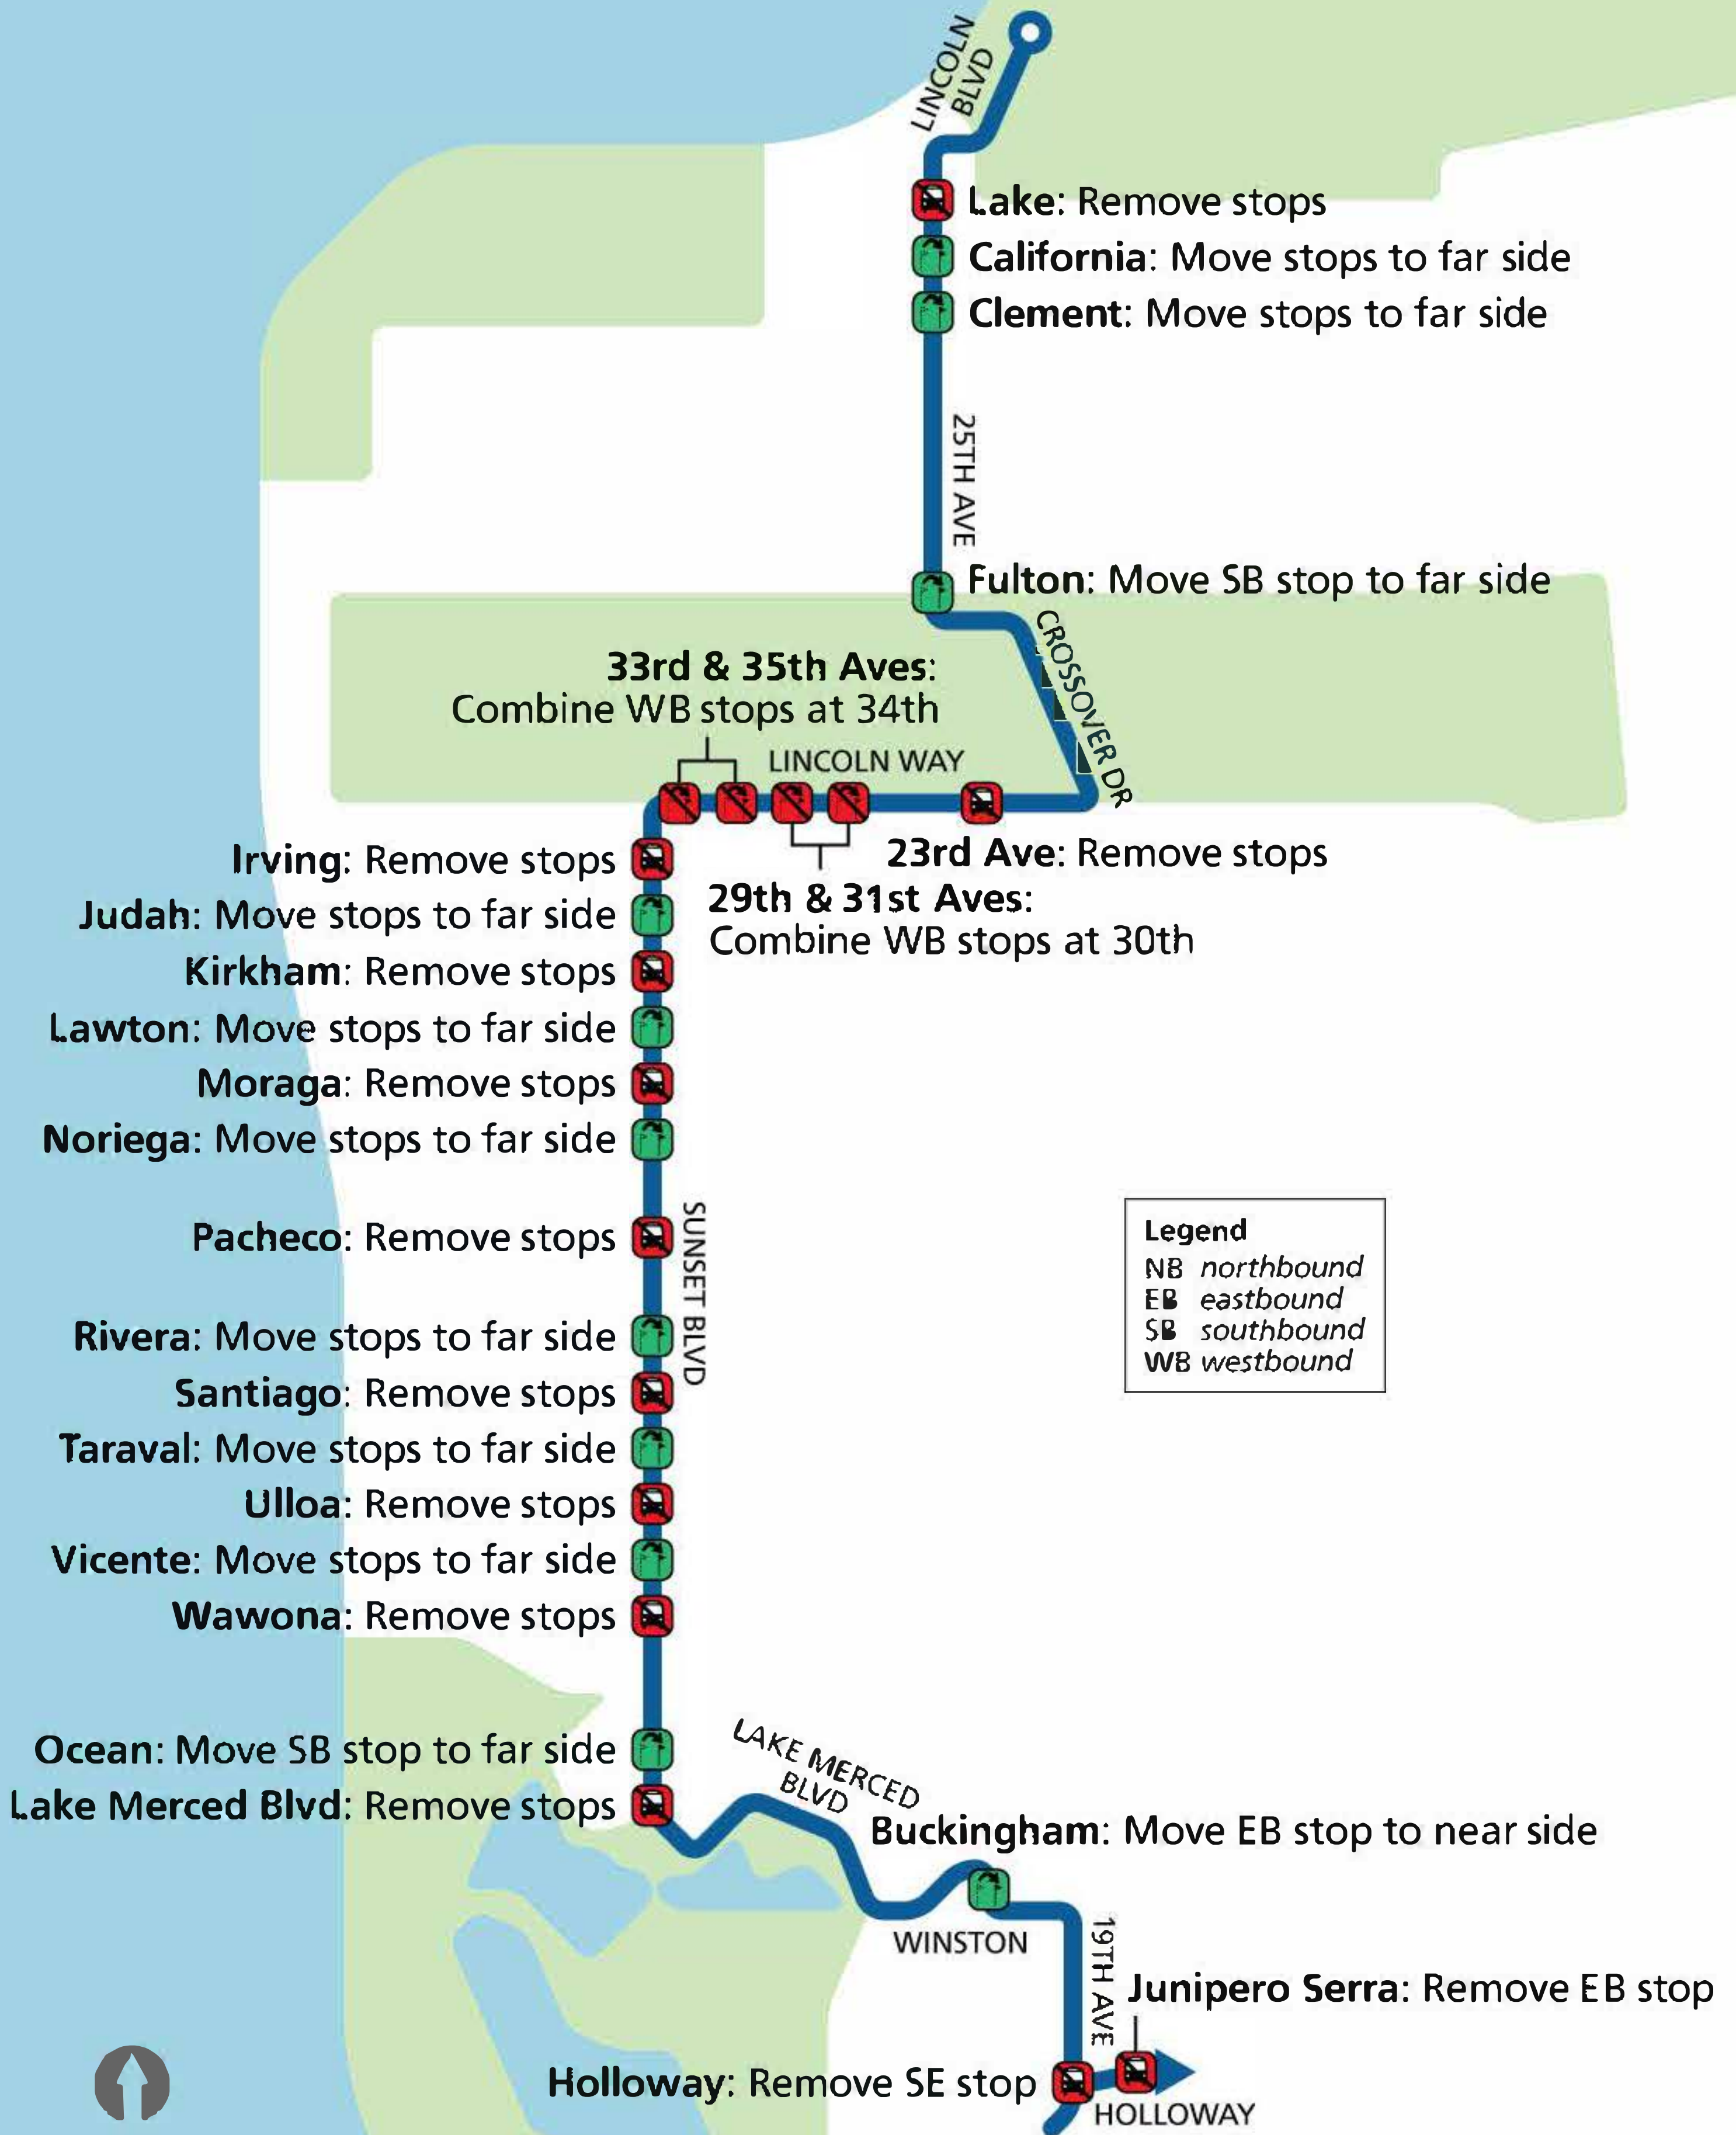 LINCOLN
BLVD
Lake: Remove stops
California: Move stops to far side
Clement: Move stops to far side
25TH AVE
Fulton: Move SB stop to far side
CROSSOVER DR
33rd & 35th Aves:
Combine WB stops at 34th
LINCOLN WAY
23rd Ave: Remove stops
29th & 31st Aves:
Combine WB stops at 30th
Irving: Remove stops
Judah: Move stops to far side
Kirkham: Remove stops
Lawton: Move stops to far side
Moraga: Remove stops
Noriega: Move stops to far side
Pacheco: Remove stops
SUNSET BLVD
Rivera: Move stops to far side
Santiago: Remove stops
Taraval: Move stops to far side
Ulloa: Remove stops
Vicente: Move stops to far side
Wawona: Remove stops
Legend
NB northbound
EB eastbound
SB southbound
WB westbound
Ocean: Move SB stop to far side
Lake Merced Blvd: Remove stops
LAKE MERCED
BLVD
Buckingham: Move EB stop to near side
WINSTON
19TH AVE
Junipero Serra: Remove EB stop
Holloway: Remove SE stop
HOLLOWAY